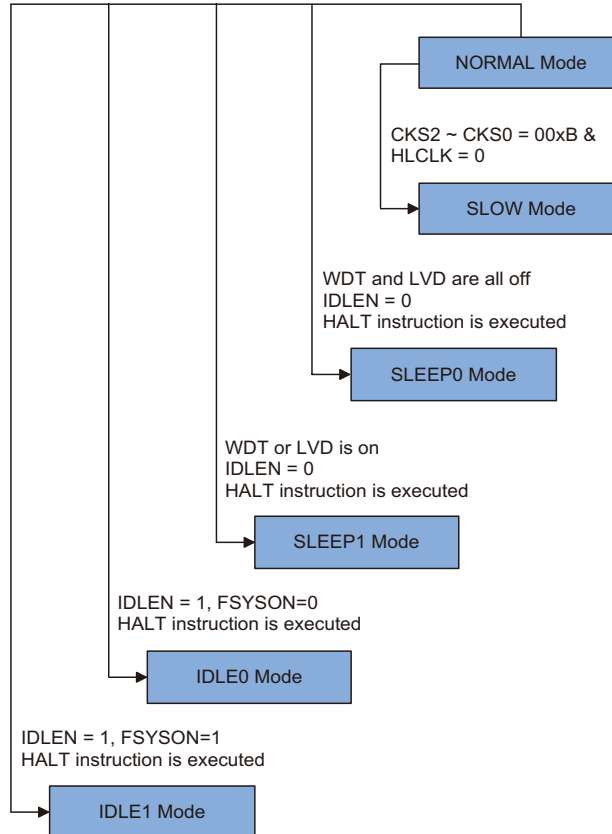 NORMAL Mode
CKS2 ~ CKS0 = 00xB &
HLCLK = 0
SLOW Mode
WDT and LVD are all off
IDLEN = 0
HALT instruction is executed
SLEEP0 Mode
WDT or LVD is on
IDLEN = 0
HALT instruction is executed
SLEEP1 Mode
IDLEN = 1, FSYSON=0
HALT instruction is executed
IDLE0 Mode
IDLEN = 1, FSYSON=1
HALT instruction is executed
IDLE1 Mode